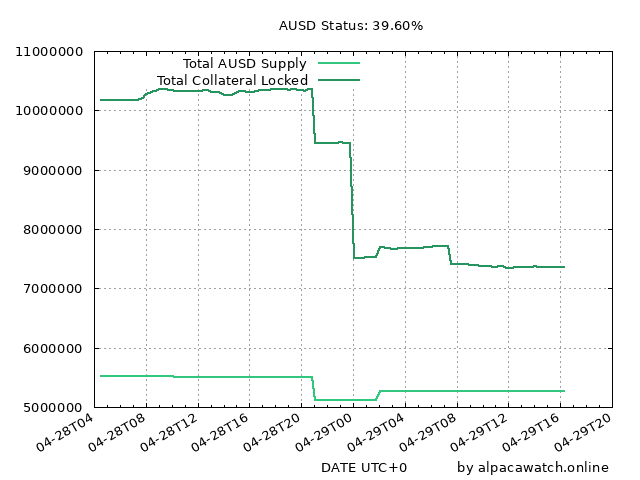 AUSD Status: 39.60%
11000000
Total AUSD Supply
Total Collateral Locked
10000000
9000000
8000000
7000000
6000000
5000000
04-28T04 04-28T08 04-28T12 04-28T16 04-28T20 04-29T00 04-29T04 04-29T08 04-29T12 04-29T16 04-29T20
DATE UTC+0 by alpacawatch.online